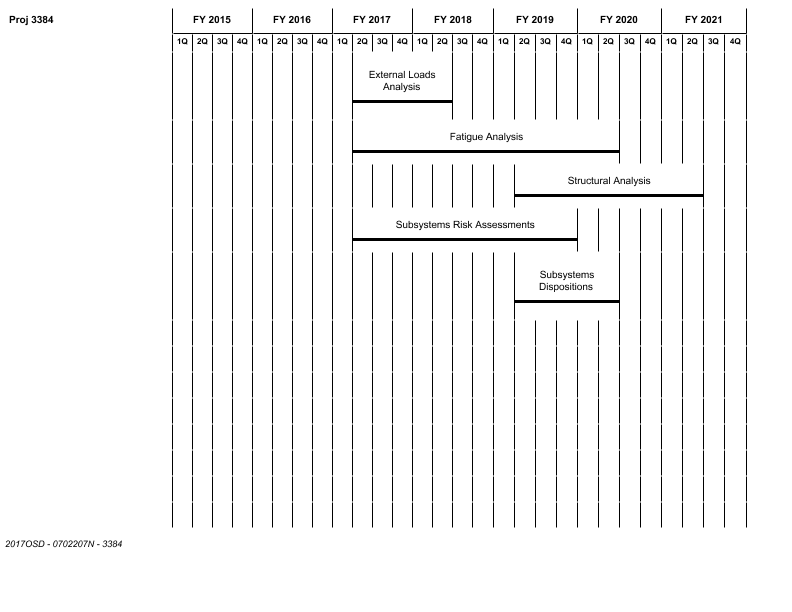 Proj 3384
FY 2015 FY 2016 FY 2017 FY 2018 FY 2019 FY 2020 FY 2021
1Q 2Q 3Q 4Q 1Q 2Q 3Q 4Q 1Q 2Q 3Q 4Q 1Q 2Q 3Q 4Q 1Q 2Q 3Q 4Q 1Q 2Q 3Q 4Q 1Q 2Q 3Q 4Q
External Loads
Analysis
Fatigue Analysis
Structural Analysis
Subsystems Risk Assessments
Subsystems
Dispositions
2017OSD - 0702207N - 3384